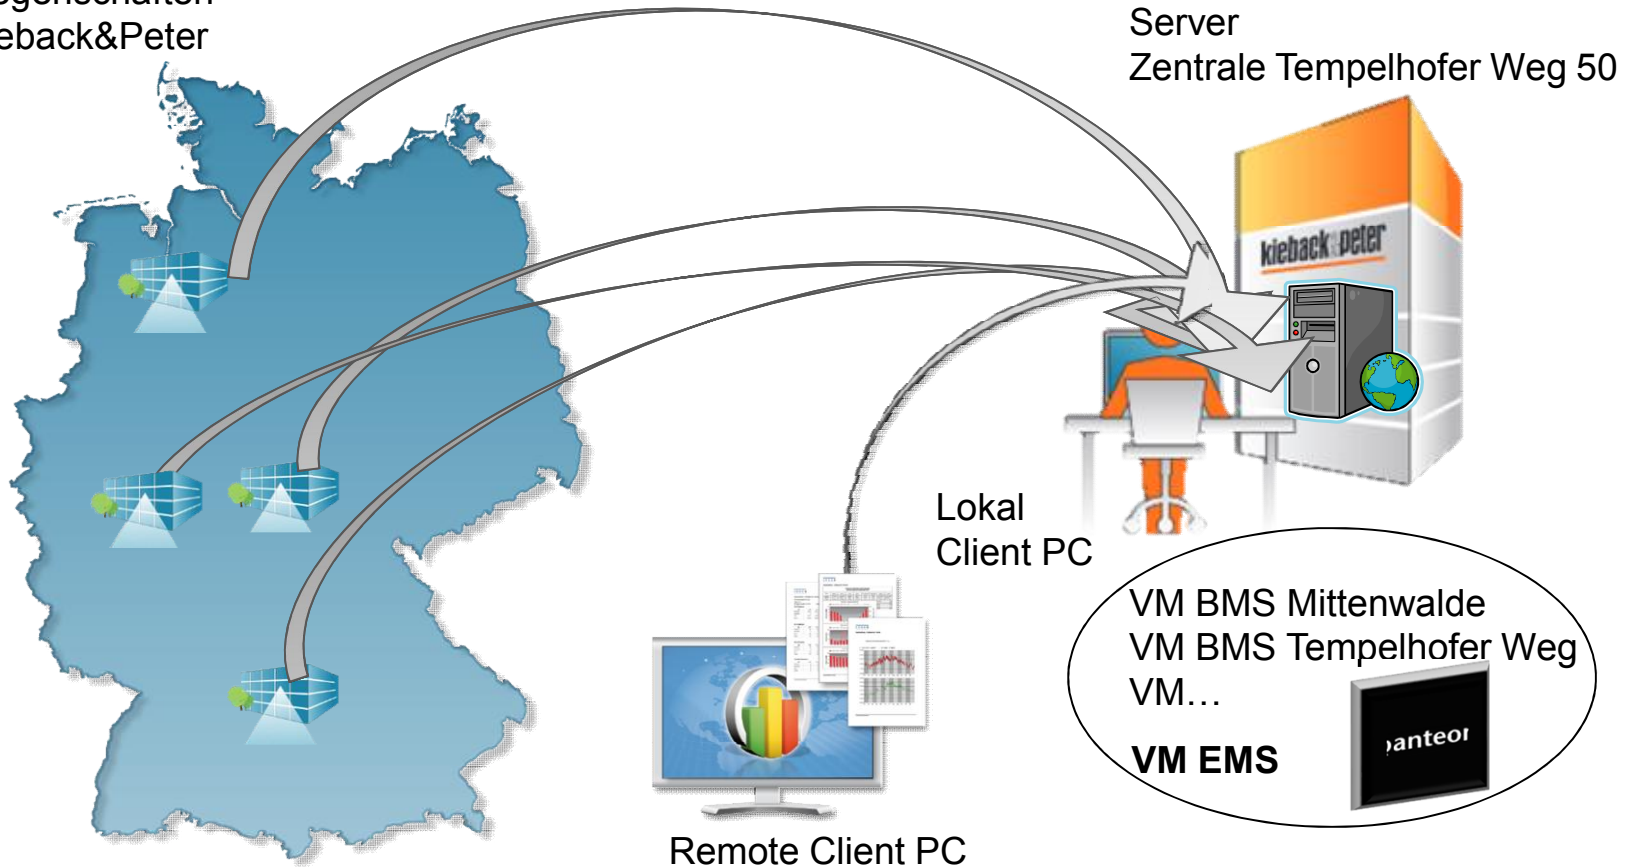 Server
Zentrale Tempelhofer Weg 50
eback&Peter
kieback peter
Lokal
Client PC
VM BMS Mittenwalde
VM BMS Tempelhofer Weg
VM…
VM EMS
anteo
Remote Client PC